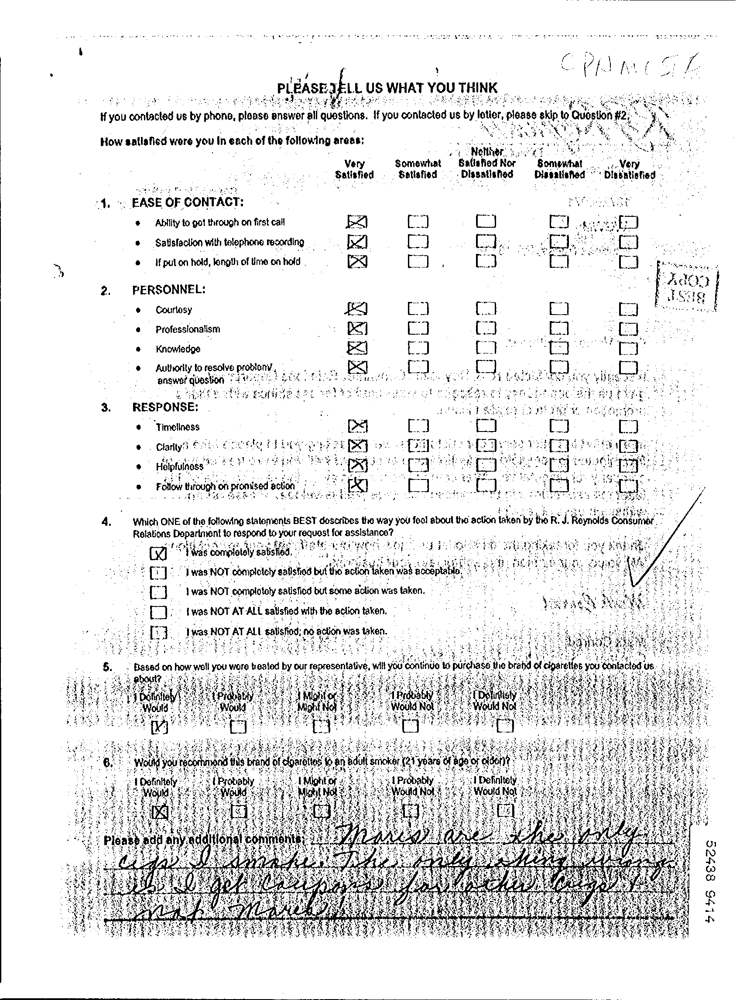 PLEASE TELL US WHAT YOU THINK
If you contacted us by phone, please answer all questions. If you contacted us by letter, please skip to Question #2.
How satisfied were you in each of the following areas:
Very Satisfied Somewhat Satisfied Neither Satisfied Nor Dissatisfied Somewhat Dissatisfied Very Dissatisfied
1. EASE OF CONTACT:
• Ability to get through on first call
• Satisfaction with telephone recording
• If put on hold, length of time on hold
BEST COPY
2. PERSONNEL:
• Courtesy
• Professionalism
• Knowledge
• Authority to resolve problem/
answer question
3. RESPONSE:
• Timeliness
• Clarity
• Helpfulness
• Follow through on promised action
4. Which ONE of the following statements BEST describes the way you feel about the action taken by the R. J. Reynolds Consumer
Relations Department to respond to your request for assistance?
I was completely satisfied.
I was NOT completely satisfied but the action taken was acceptable.
I was NOT completely satisfied but some action was taken.
I was NOT AT ALL satisfied with the action taken.
I was NOT AT ALL satisfied; no action was taken.
5. Based on how well you were treated by our representative, will you continue to purchase the brand of cigarettes you contacted us
about?
I Definitely Would I Probably Would I Might or Might Not I Probably Would Not I Definitely Would Not
6. Would you recommend this brand of cigarettes to an adult smoker (21 years of age or older)?
I Definitely Would I Probably Would I Might or Might Not I Probably Would Not I Definitely Would Not
Please add any additional comments: are the only
cigs I smoke. The only thing wrong
is I get coupons for other cigs!
52438 9414